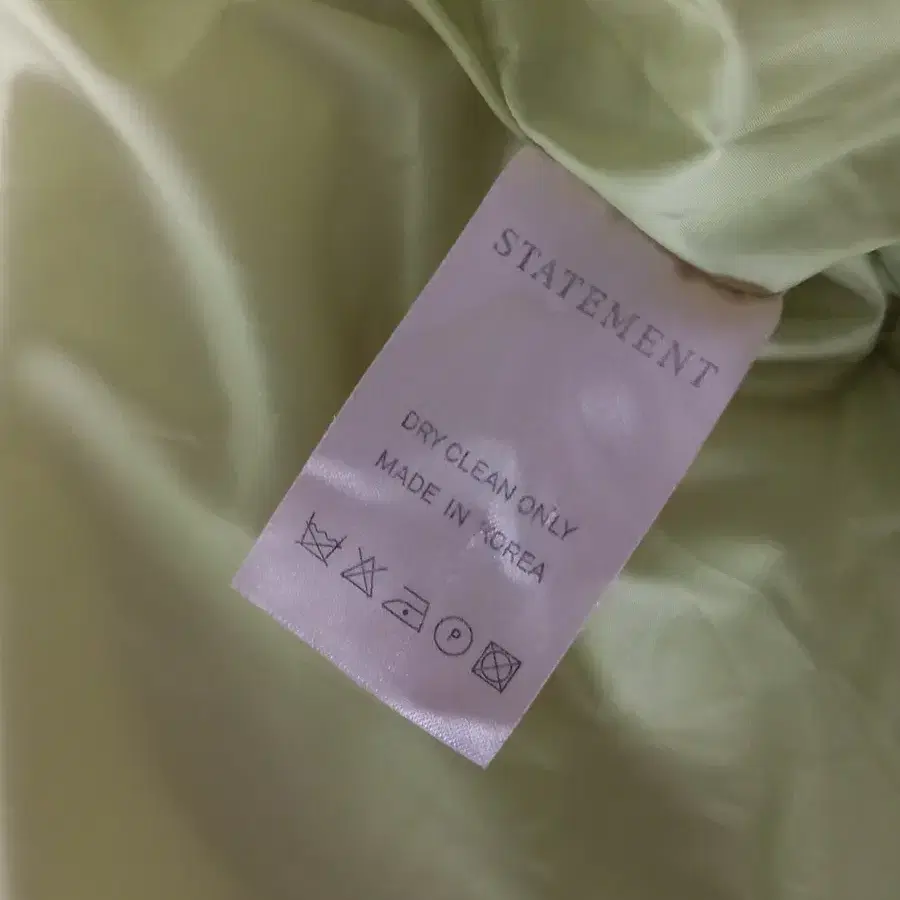 STATEMENT
DRY CLEAN ONLY
MADE IN KOREA
P